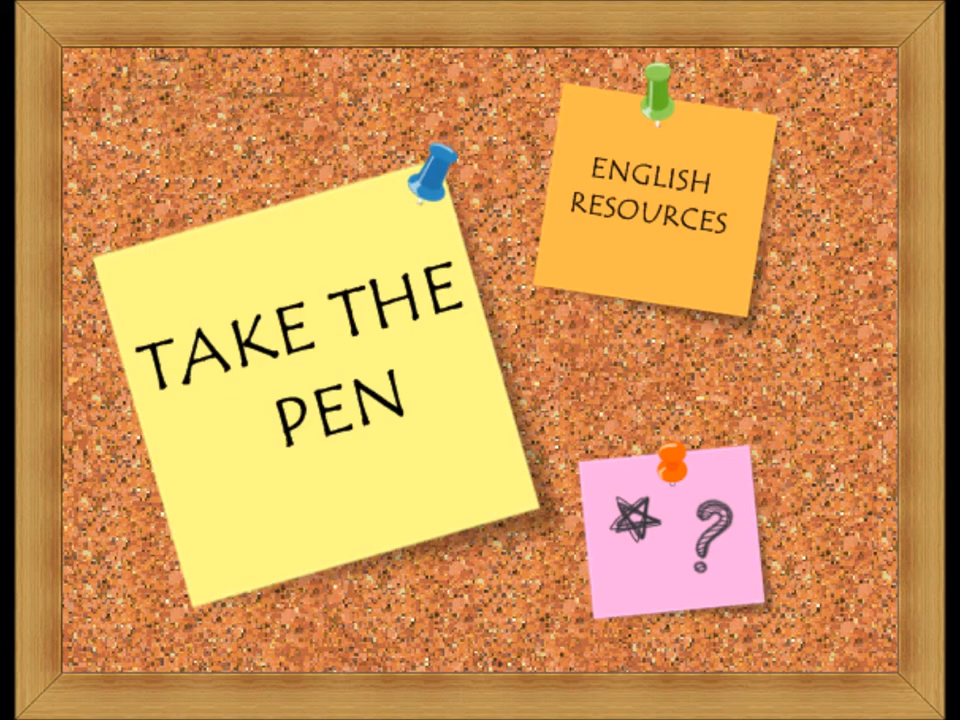 TAKE THE
PEN
ENGLISH
RESOURCES
?